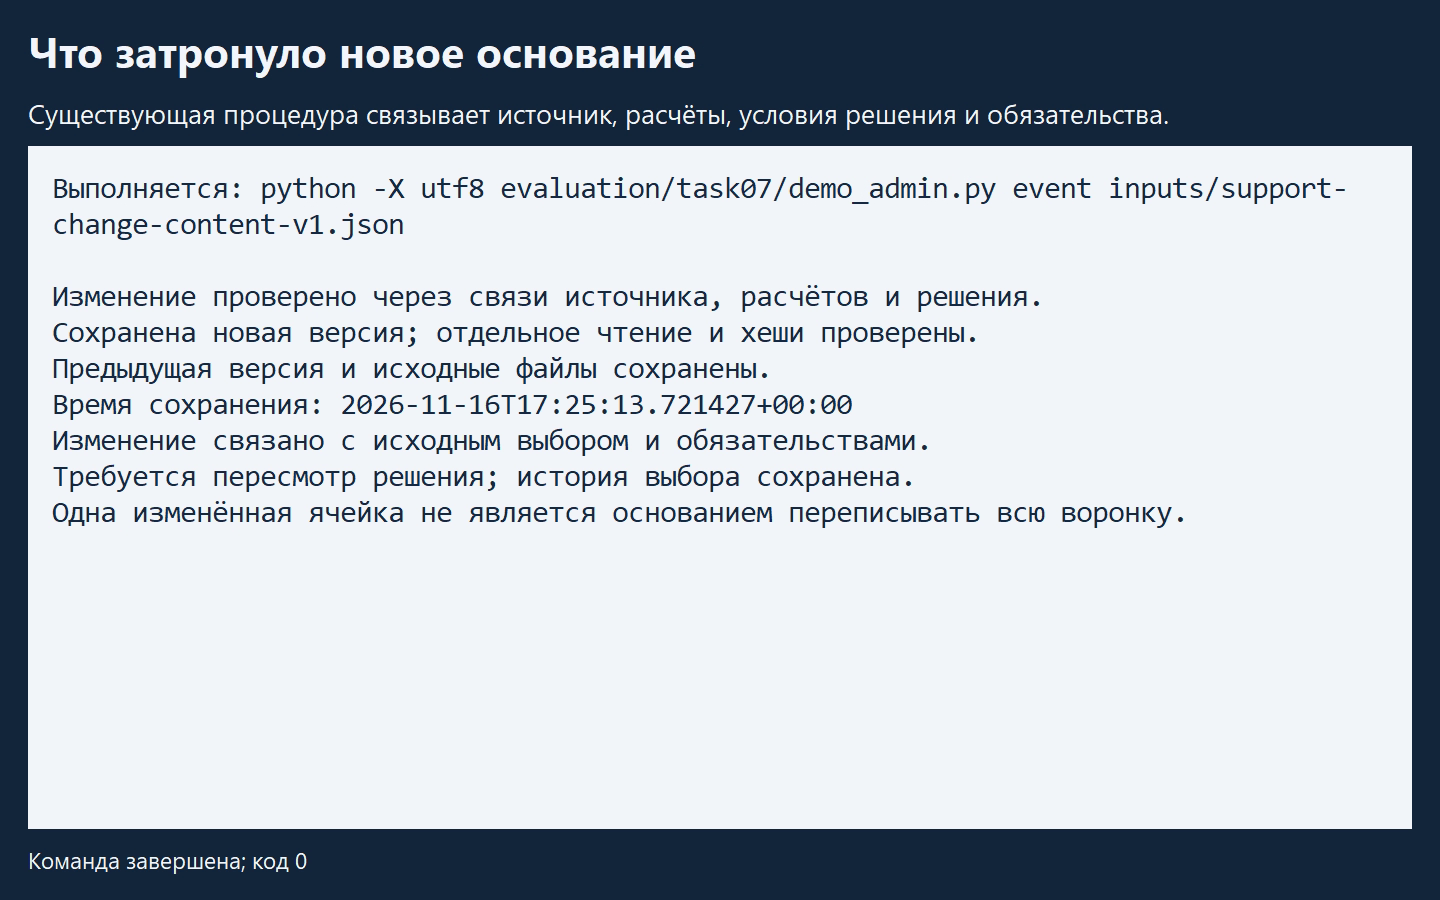 Что затронуло новое основание
Существующая процедура связывает источник, расчёты, условия решения и обязательства.
Выполняется: python -X utf8 evaluation/task07/demo_admin.py event inputs/support-
change-content-v1.json
Изменение проверено через связи источника, расчётов и решения.
Сохранена новая версия; отдельное чтение и хеши проверены.
Предыдущая версия и исходные файлы сохранены.
Время сохранения: 2026-11-16T17:25:13.721427+00:00
Изменение связано с исходным выбором и обязательствами.
Требуется пересмотр решения; история выбора сохранена.
Одна изменённая ячейка не является основанием переписывать всю воронку.
Команда завершена; код 0